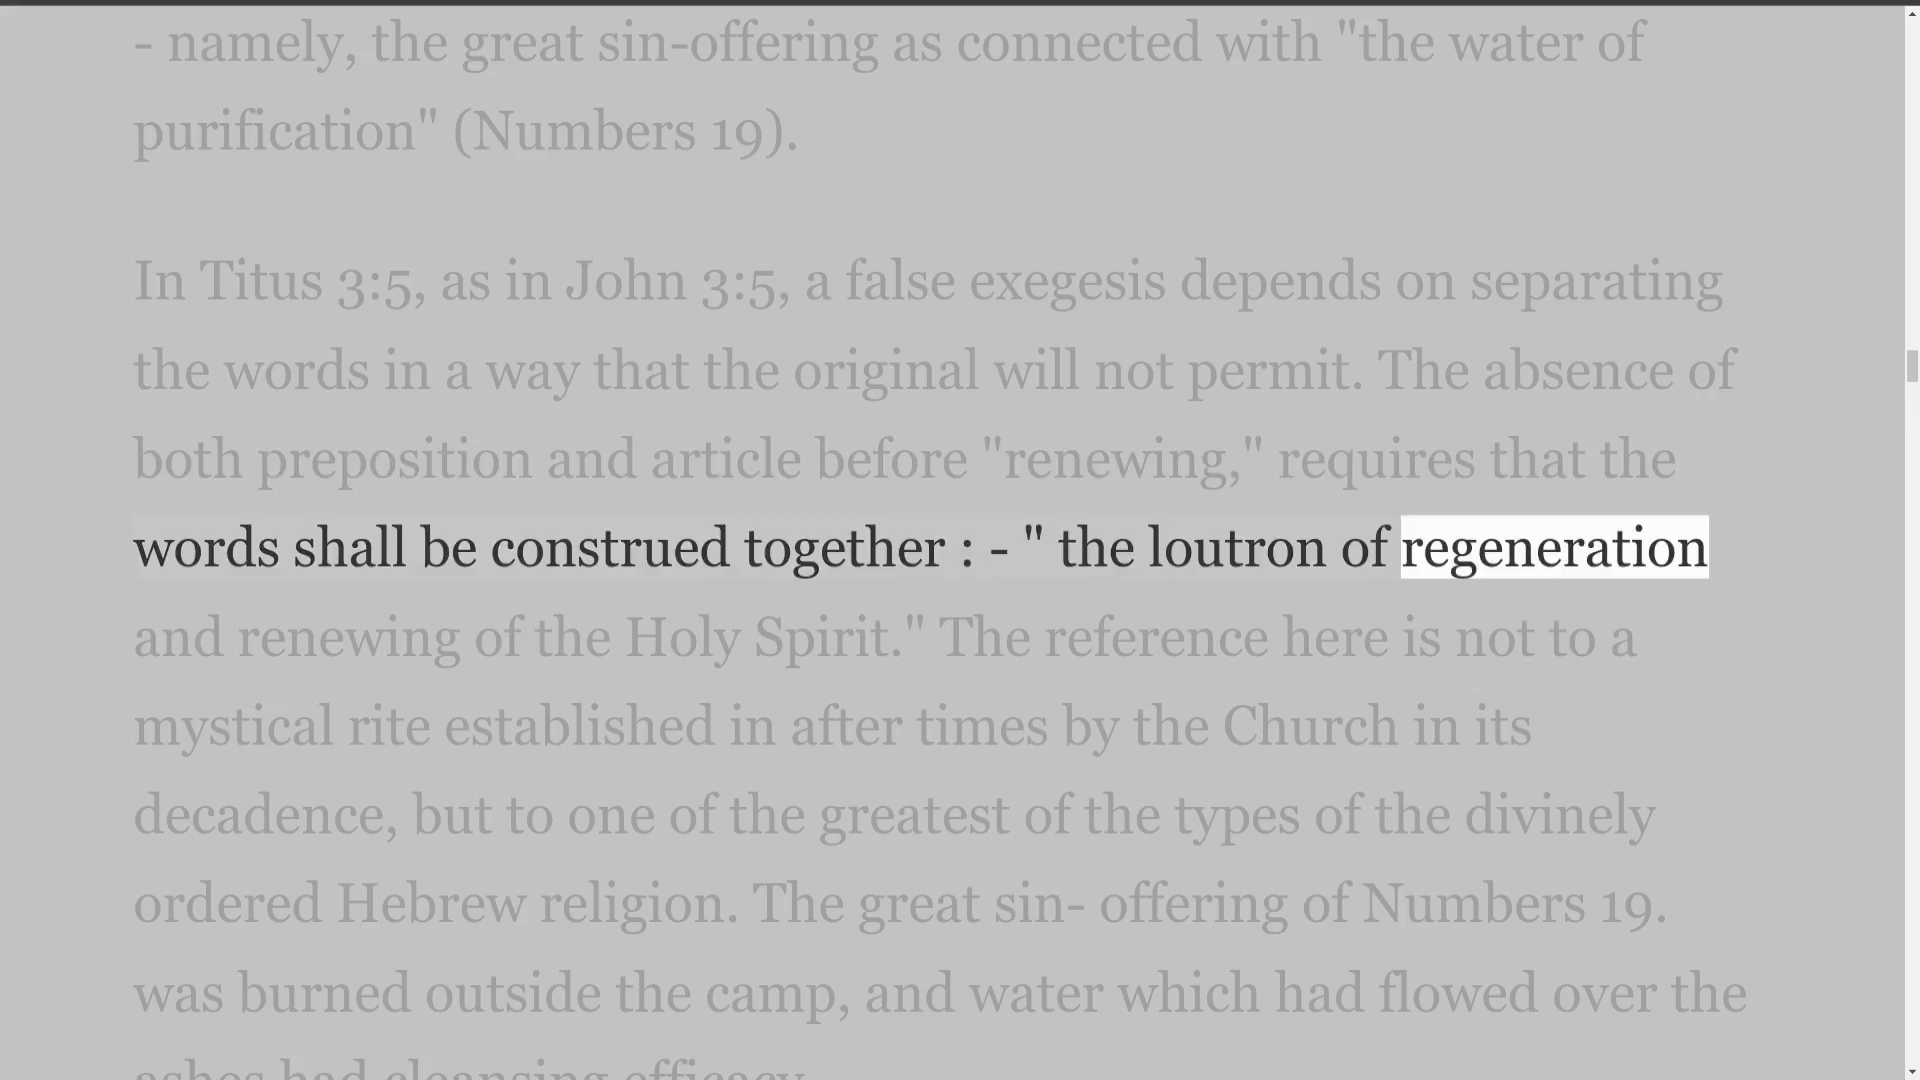 - namely, the great sin-offering as connected with "the water of
purification" (Numbers 19).
In Titus 3:5, as in John 3:5, a false exegesis depends on separating
the words in a way that the original will not permit. The absence of
both preposition and article before "renewing," requires that the
words shall be construed together : - " the loutron of regeneration
and renewing of the Holy Spirit." The reference here is not to a
mystical rite established in after times by the Church in its
decadence, but to one of the greatest of the types of the divinely
ordered Hebrew religion. The great sin- offering of Numbers 19.
was burned outside the camp, and water which had flowed over the
ashes had cleansing efficacy